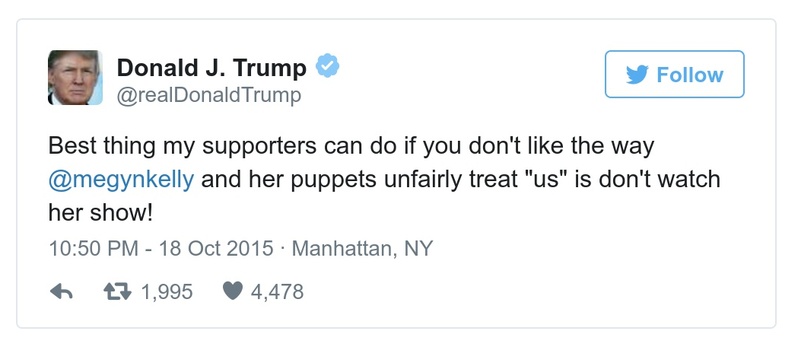 Donald J. Trump
@realDonaldTrump
Follow
Best thing my supporters can do if you don't like the way
@megynkelly and her puppets unfairly treat "us" is don't watch
her show!
10:50 PM - 18 Oct 2015 · Manhattan, NY
1,995 4,478